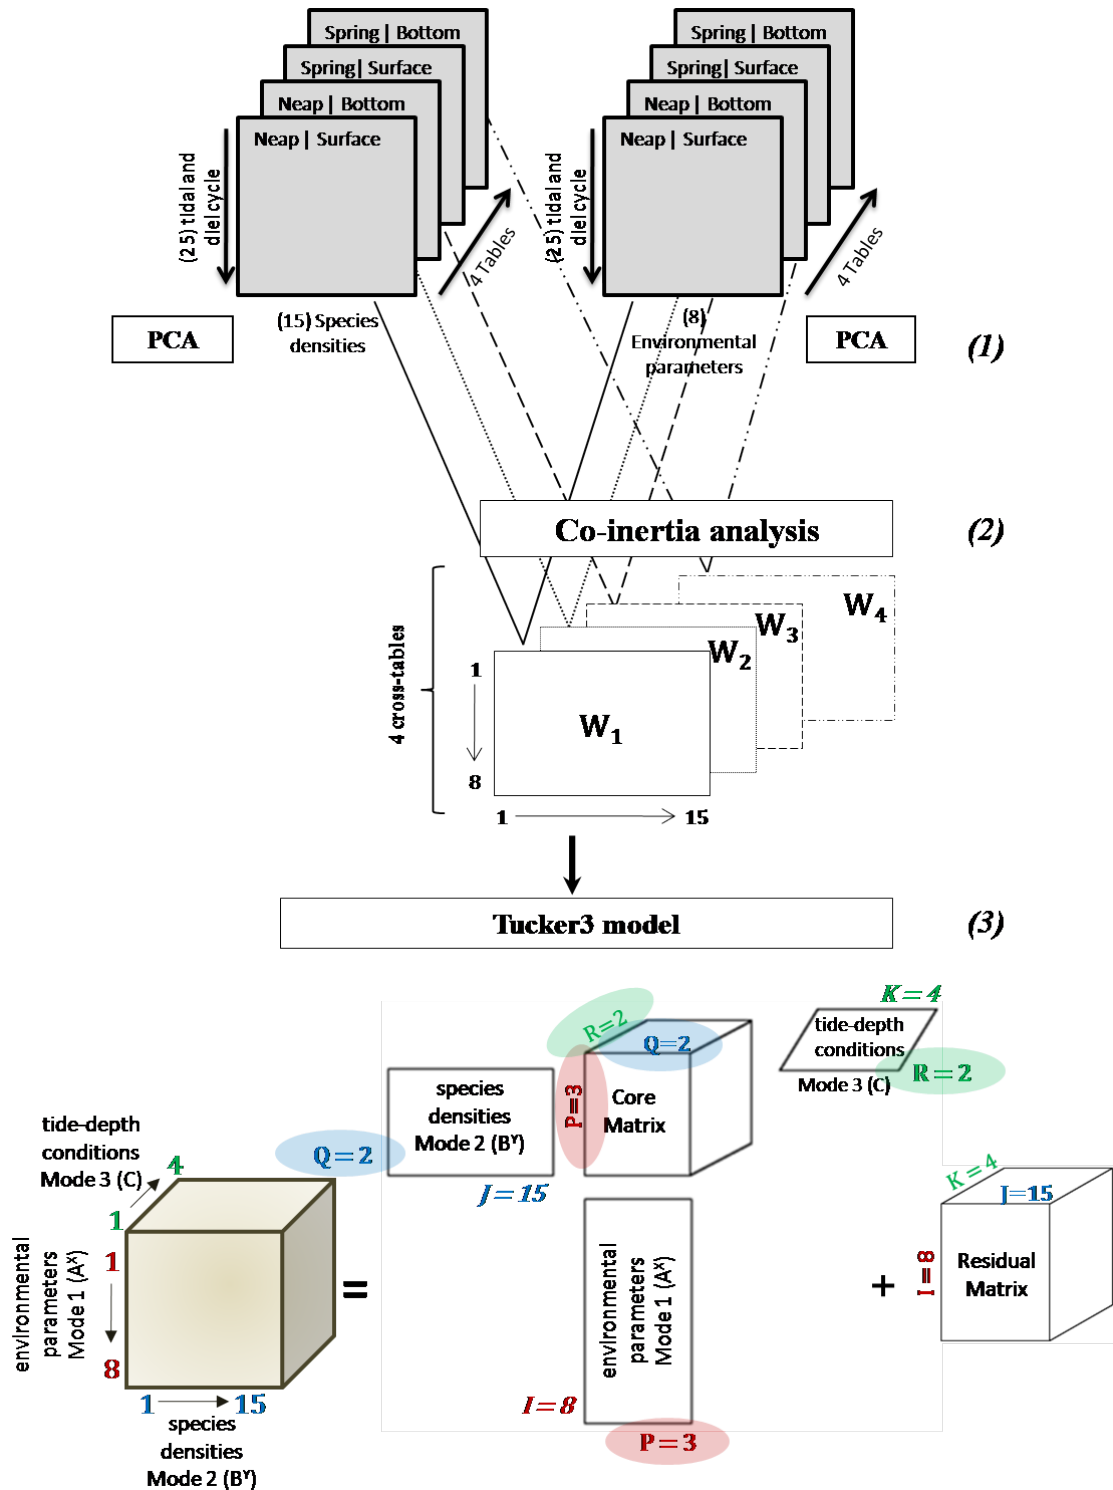 Spring | Bottom
Spring| Surface
Neap | Bottom
Neap | Surface
(25) tidal and
diel cycle
4 Tables
(15) Species
densities
PCA
Spring | Bottom
Spring | Surface
Neap | Bottom
Neap | Surface
(25) tidal and
diel cycle
4 Tables
(8)
Environmental
parameters
PCA
(1)
Co-inertia analysis
(2)
4 cross-tables
W4
W3
W2
W1
1
8
1
15
Tucker3 model
(3)
K=4
tide-depth
conditions
R=2
Mode 3 (C)
R=2
Q=2
P=3
Core
Matrix
species
densities
Mode 2 (Bʸ)
Q=2
J=15
tide-depth
conditions
Mode 3 (C)
4
1
1
8
environmental
parameters
Mode 1 (Aˣ)
1
15
species
densities
Mode 2 (Bʸ)
=
environmental
parameters
Mode 1 (Aˣ)
I=8
P=3
+
K=4
J=15
I=8
Residual
Matrix